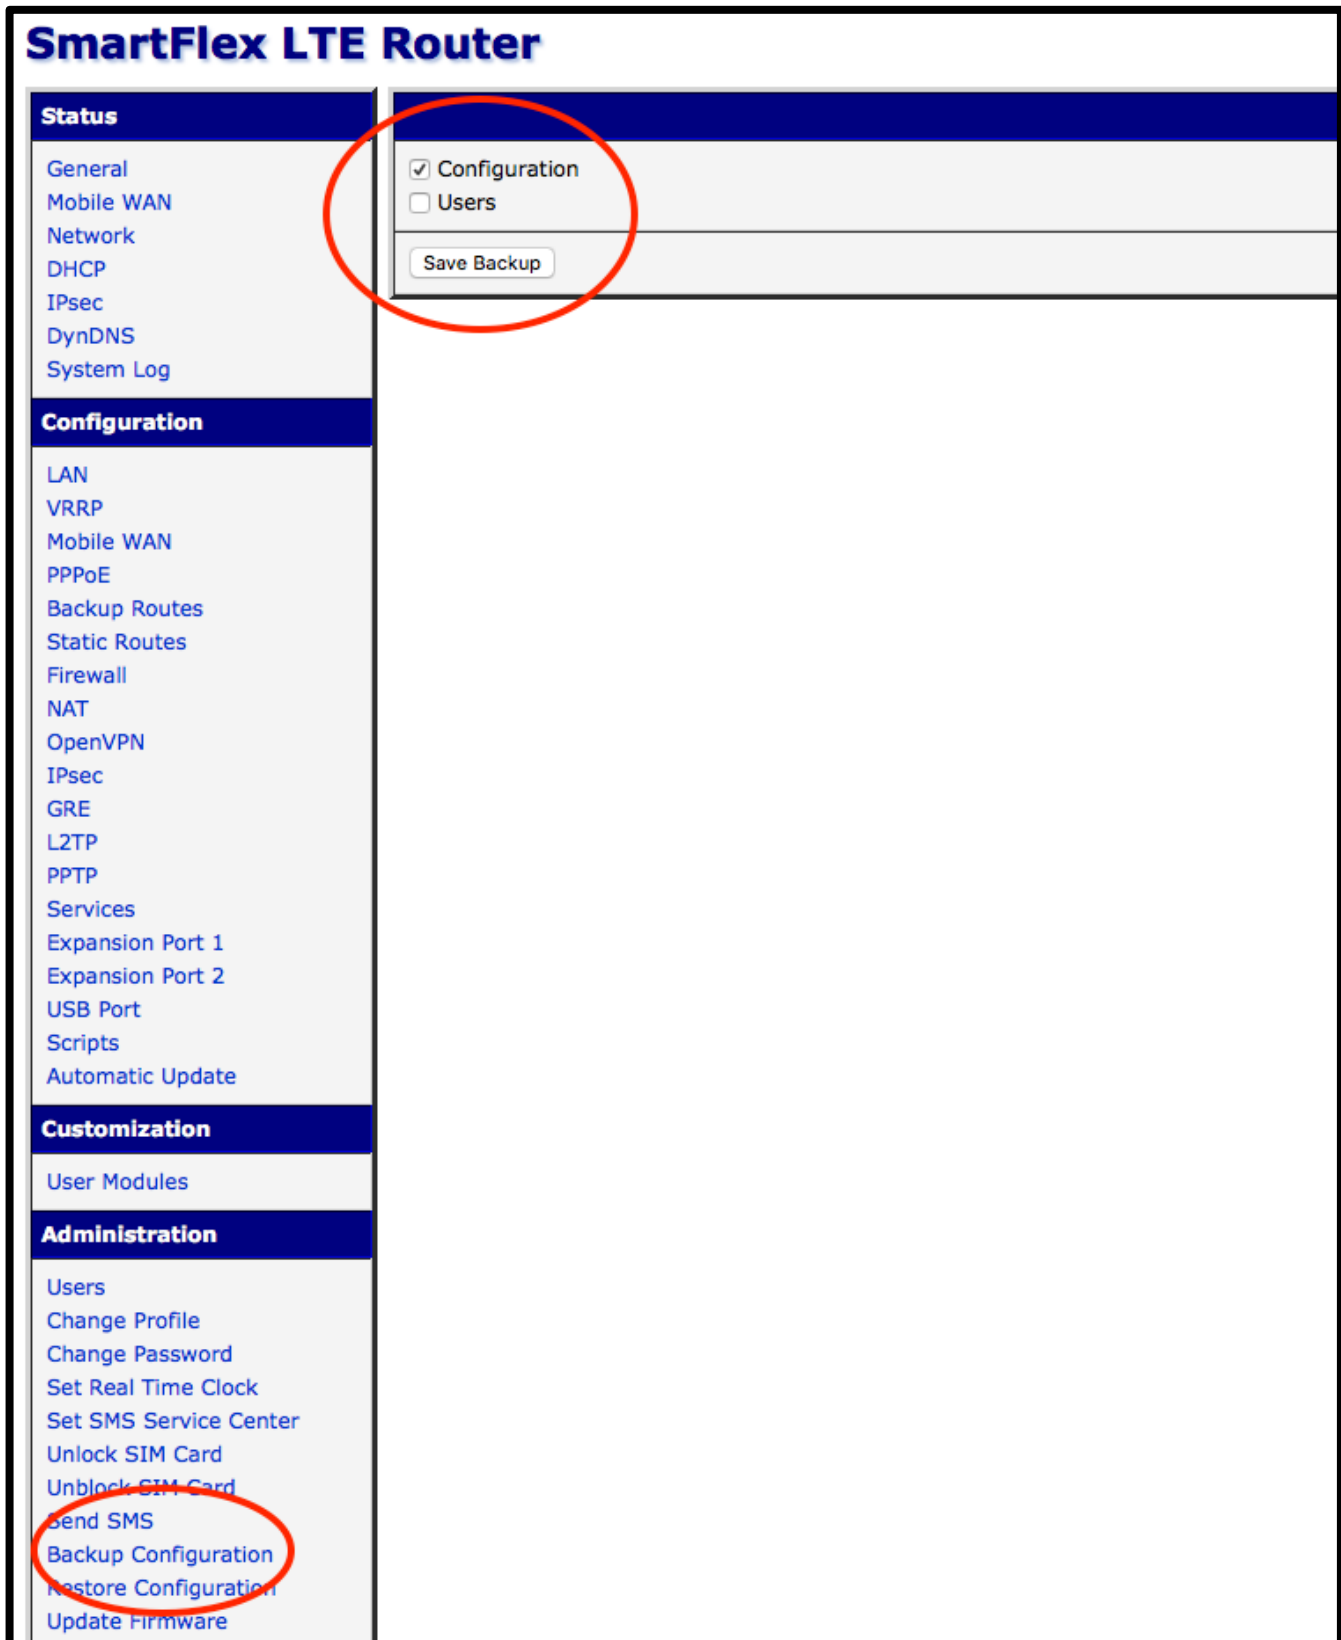 SmartFlex LTE Router
Status
General
Mobile WAN
Network
DHCP
IPsec
DynDNS
System Log
Configuration
LAN
VRRP
Mobile WAN
PPPoE
Backup Routes
Static Routes
Firewall
NAT
OpenVPN
IPsec
GRE
L2TP
PPTP
Services
Expansion Port 1
Expansion Port 2
USB Port
Scripts
Automatic Update
Customization
User Modules
Administration
Users
Change Profile
Change Password
Set Real Time Clock
Set SMS Service Center
Unlock SIM Card
Unblock SIM Card
Send SMS
Backup Configuration
Restore Configuration
Update Firmware
Configuration
Users
Save Backup